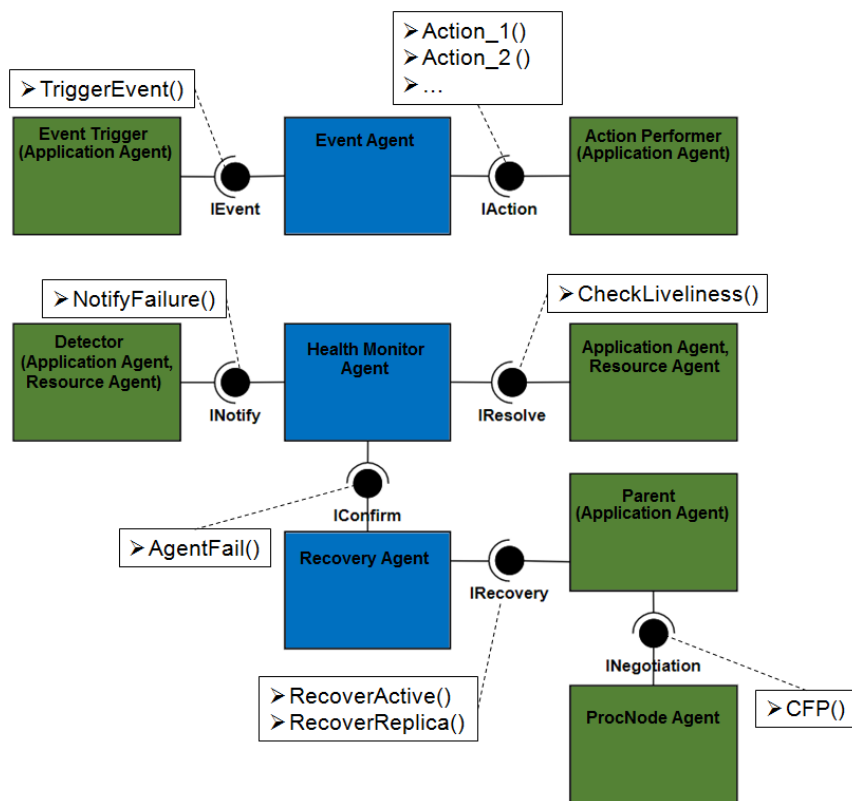 ➢ Action_1()
➢ Action_2 ()
➢ ...
➢ TriggerEvent()
Event Trigger
(Application Agent)
Event Agent
Action Performer
(Application Agent)
IEvent
IAction
➢ NotifyFailure()
➢ CheckLiveliness()
Detector
(Application Agent,
Resource Agent)
Health Monitor
Agent
Application Agent,
Resource Agent
INotify
IResolve
Parent
(Application Agent)
IConfirm
➢ AgentFail()
Recovery Agent
IRecovery
INegotiation
➢ RecoverActive()
➢ RecoverReplica()
ProcNode Agent
➢ CFP()